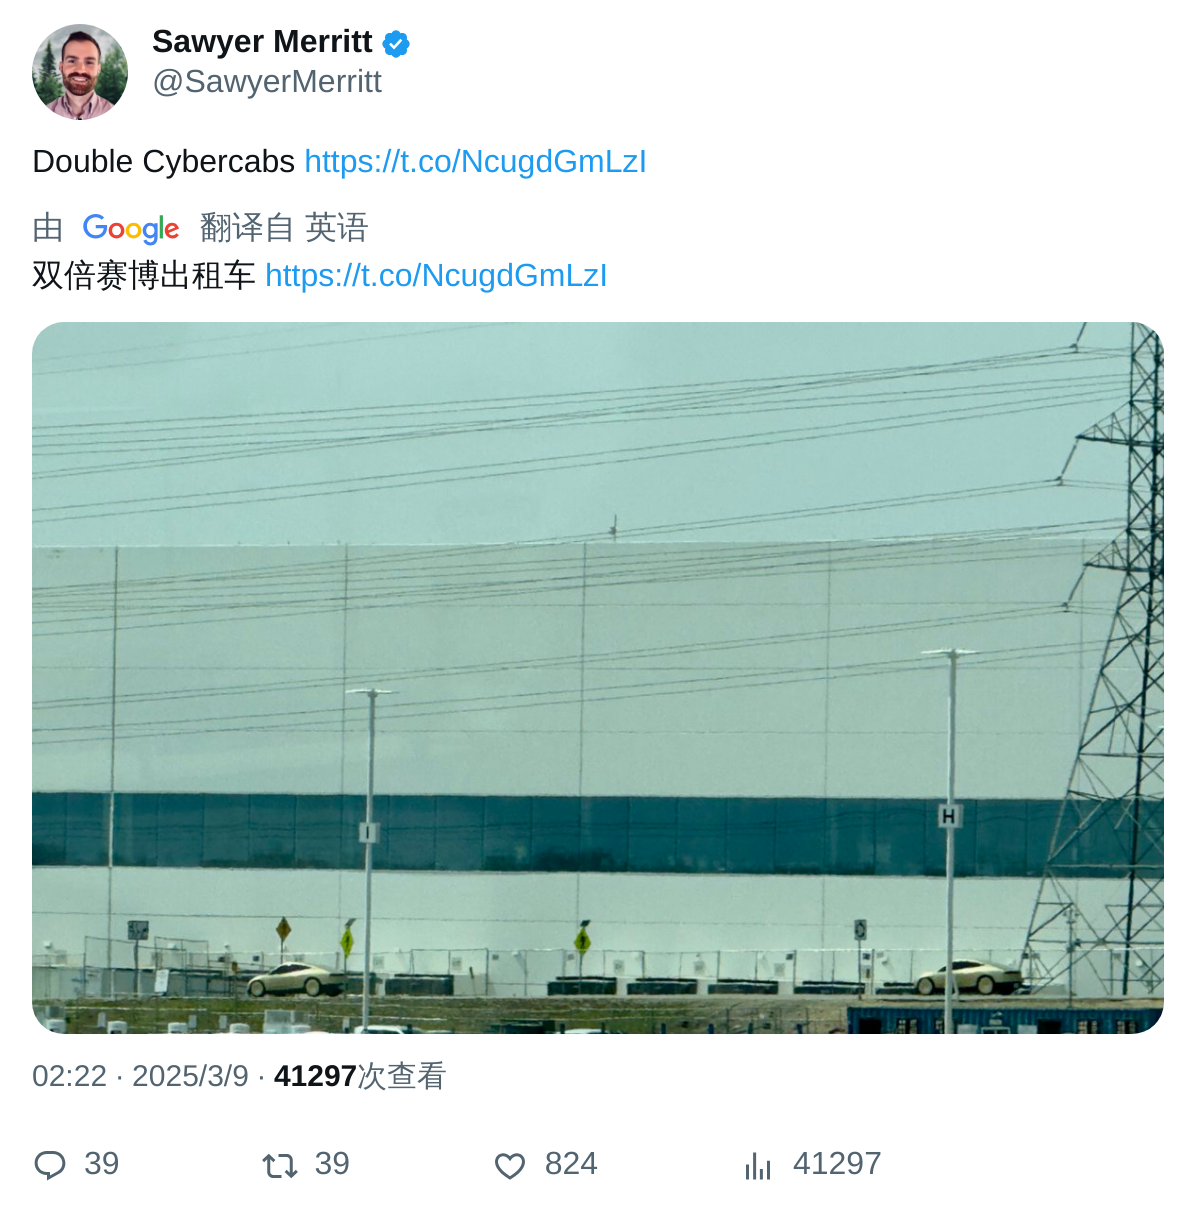 Sawyer Merritt
@SawyerMerritt
Double Cybercabs https://t.co/NcugdGmLzI
由 Google 翻译自 英语
双倍赛博出租车 https://t.co/NcugdGmLzI
I
H
02:22 · 2025/3/9 · 41297次查看
39 39 824 41297